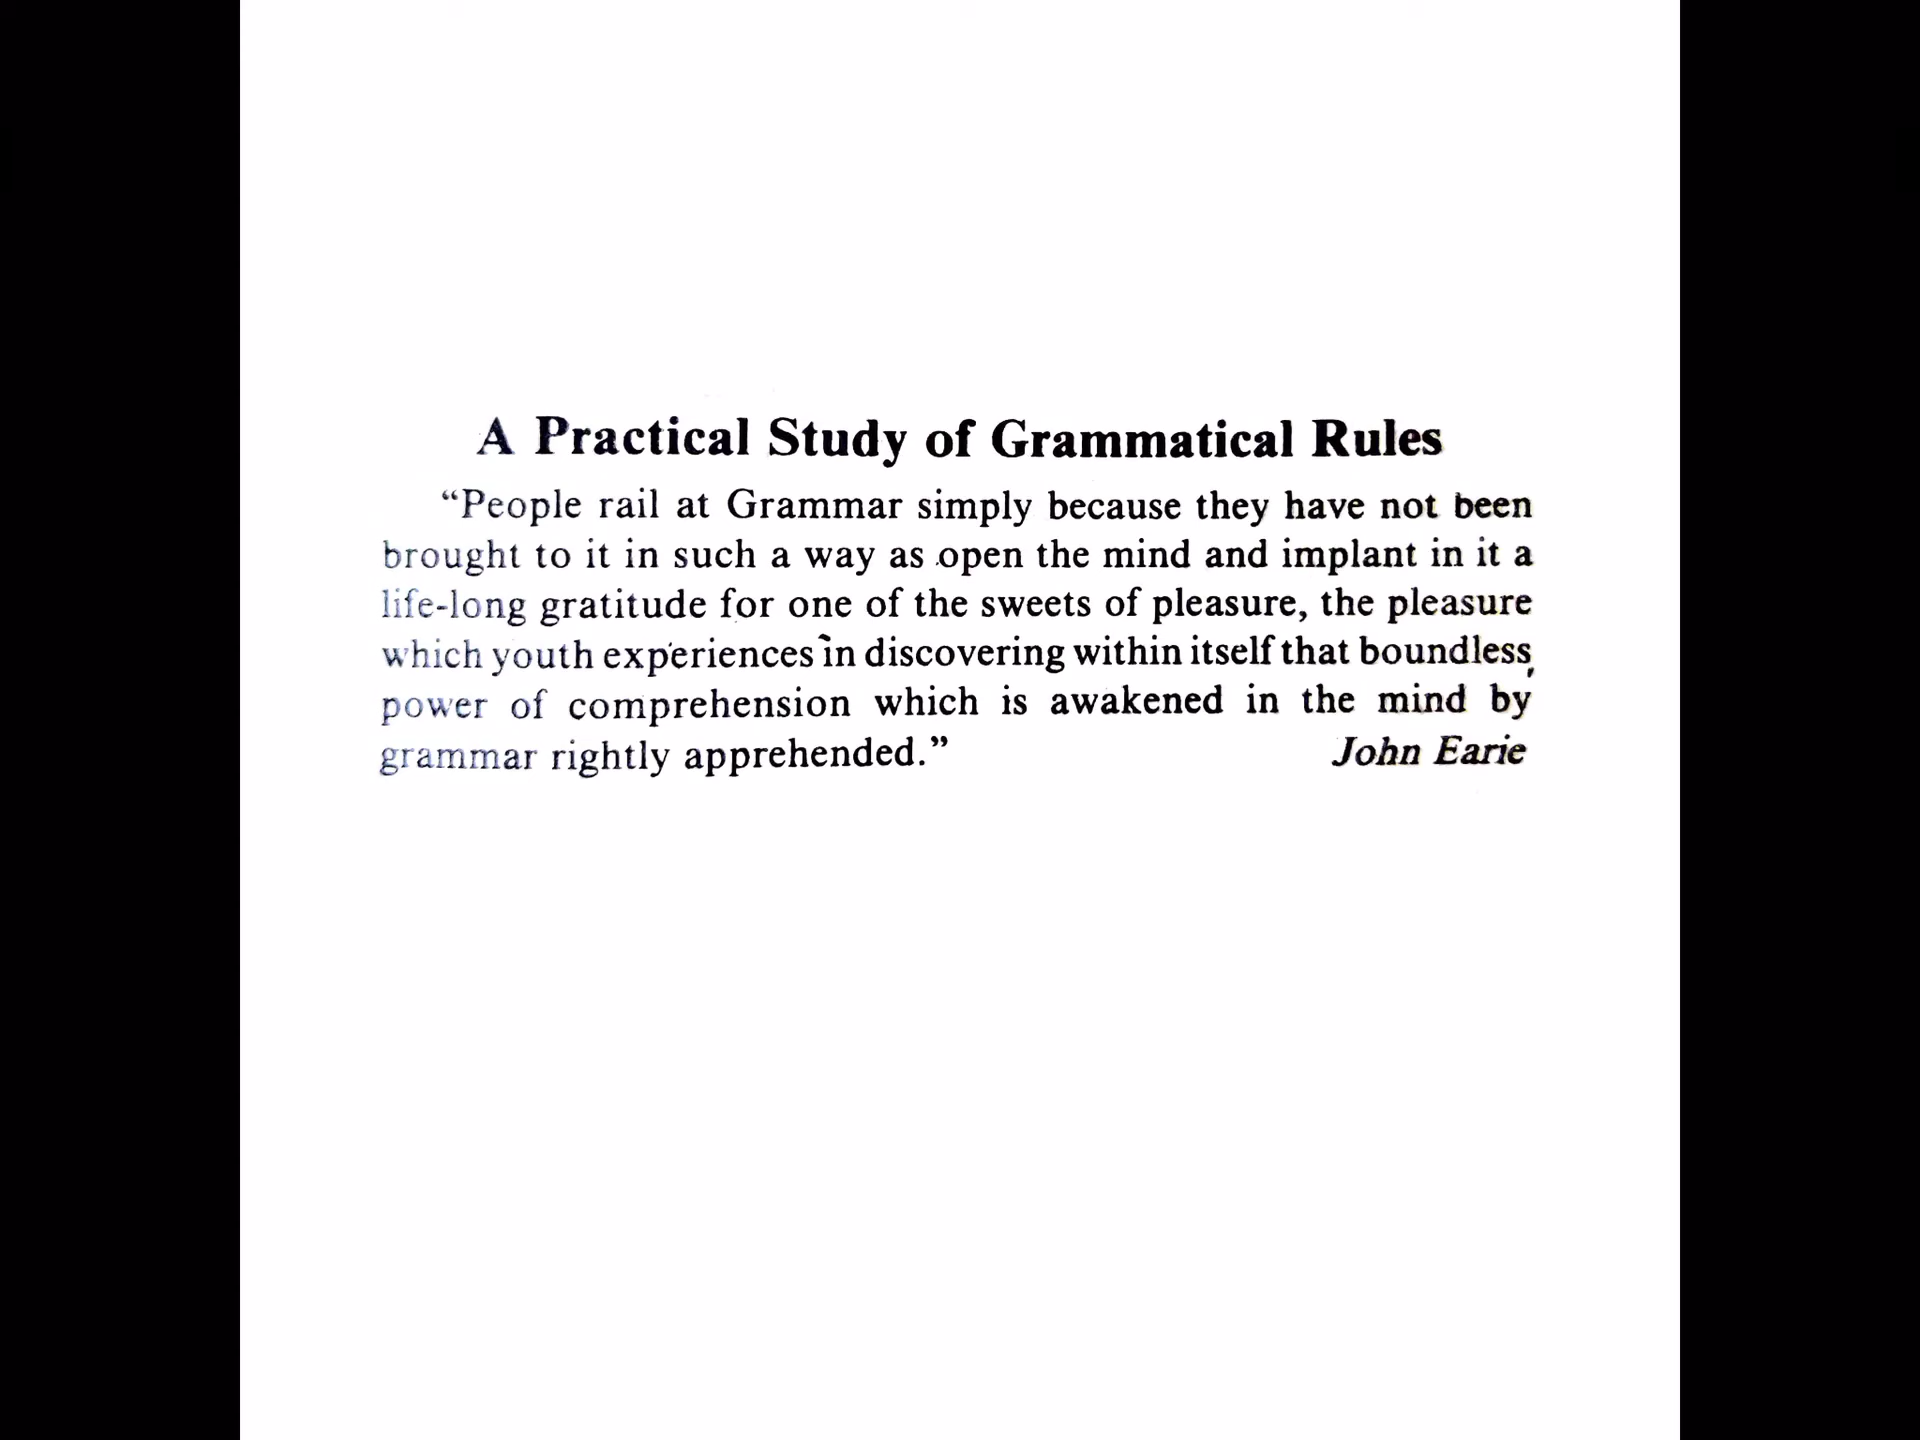 A Practical Study of Grammatical Rules
“People rail at Grammar simply because they have not been
brought to it in such a way as open the mind and implant in it a
life-long gratitude for one of the sweets of pleasure, the pleasure
which youth experiences in discovering within itself that boundless
power of comprehension which is awakened in the mind by
grammar rightly apprehended.” John Earie